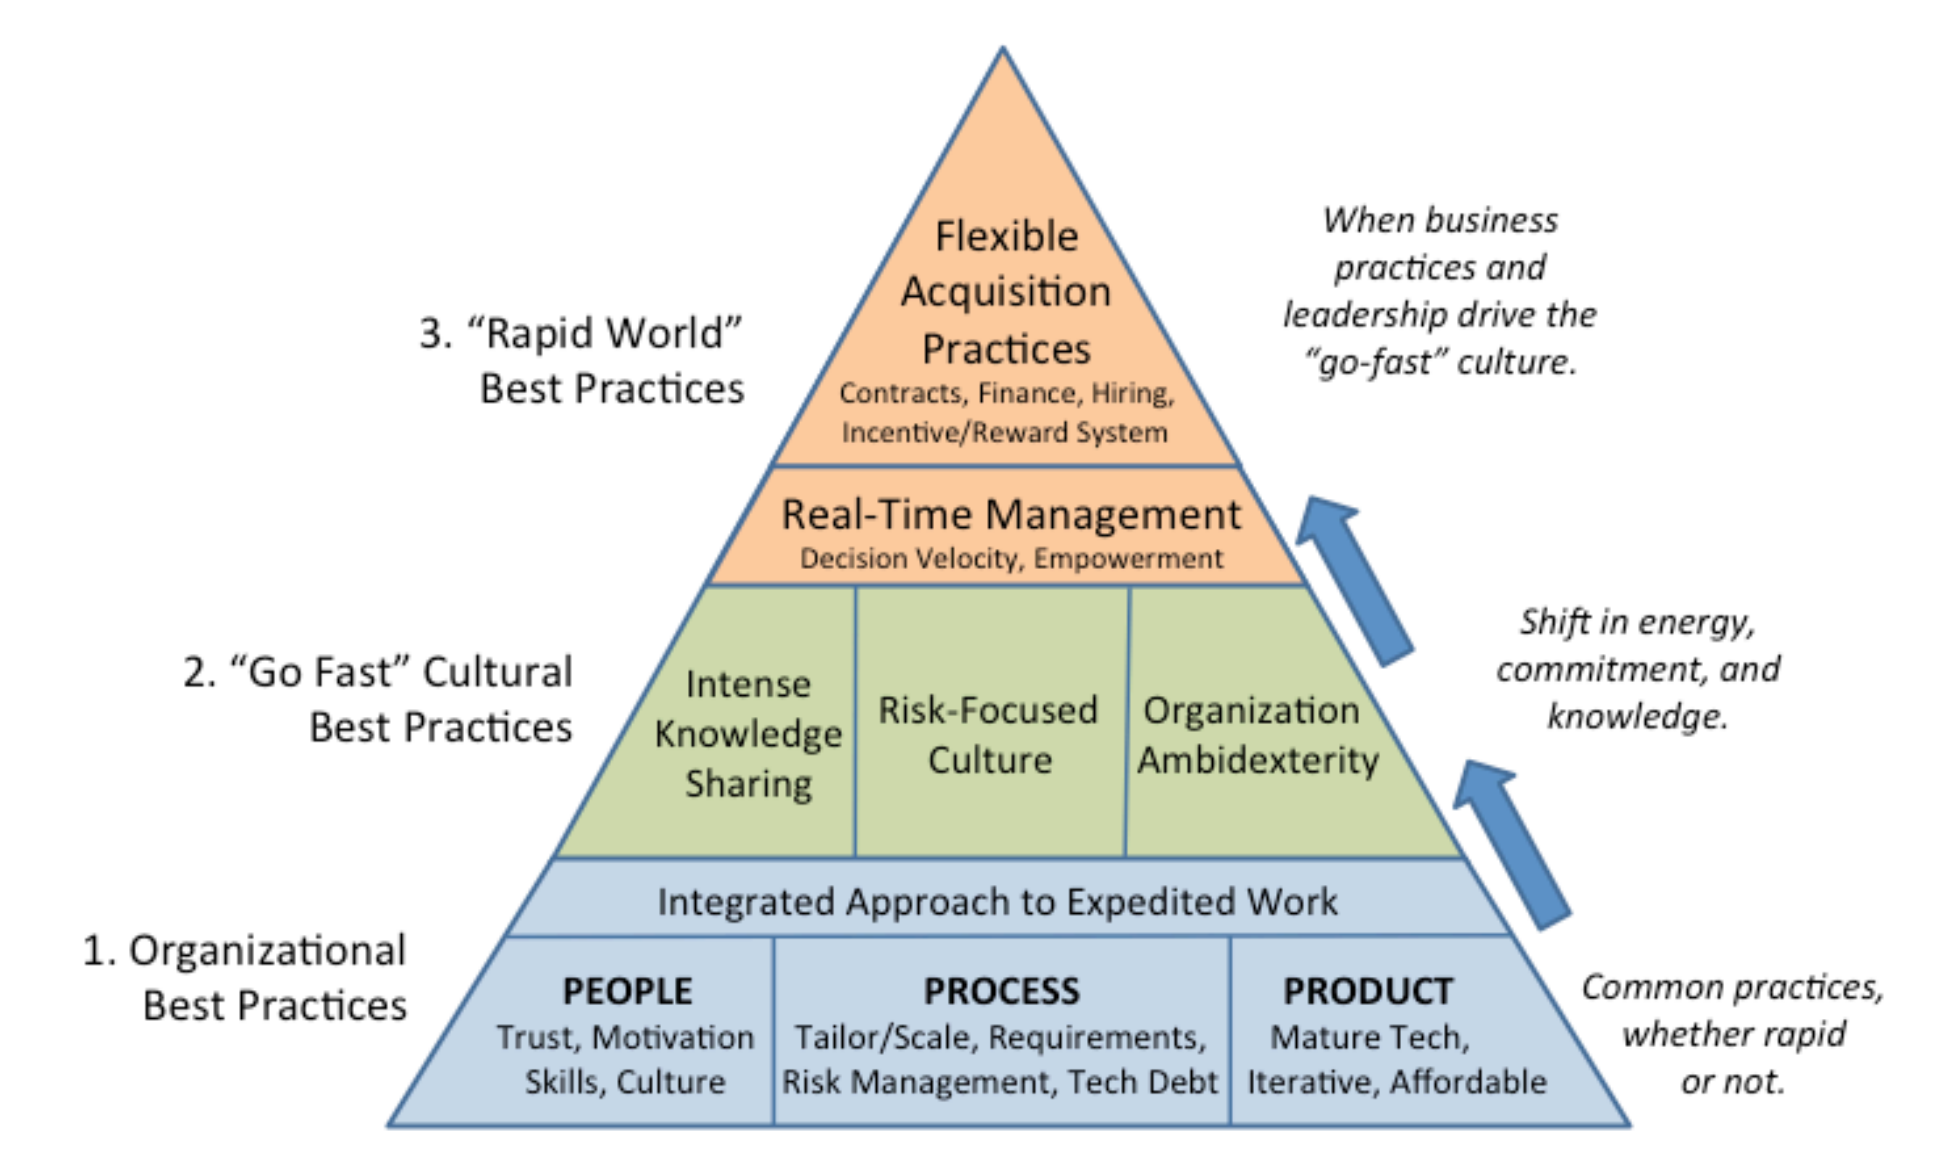 Flexible
Acquisition
Practices
Contracts, Finance, Hiring,
Incentive/Reward System
3. “Rapid World”
Best Practices
When business
practices and
leadership drive the
“go-fast” culture.
Real-Time Management
Decision Velocity, Empowerment
2. “Go Fast” Cultural
Best Practices
Intense
Knowledge
Sharing
Risk-Focused
Culture
Organization
Ambidexterity
Shift in energy,
commitment, and
knowledge.
Integrated Approach to Expedited Work
1. Organizational
Best Practices
PEOPLE
Trust, Motivation
Skills, Culture
PROCESS
Tailor/Scale, Requirements,
Risk Management, Tech Debt
PRODUCT
Mature Tech,
Iterative, Affordable
Common practices,
whether rapid
or not.